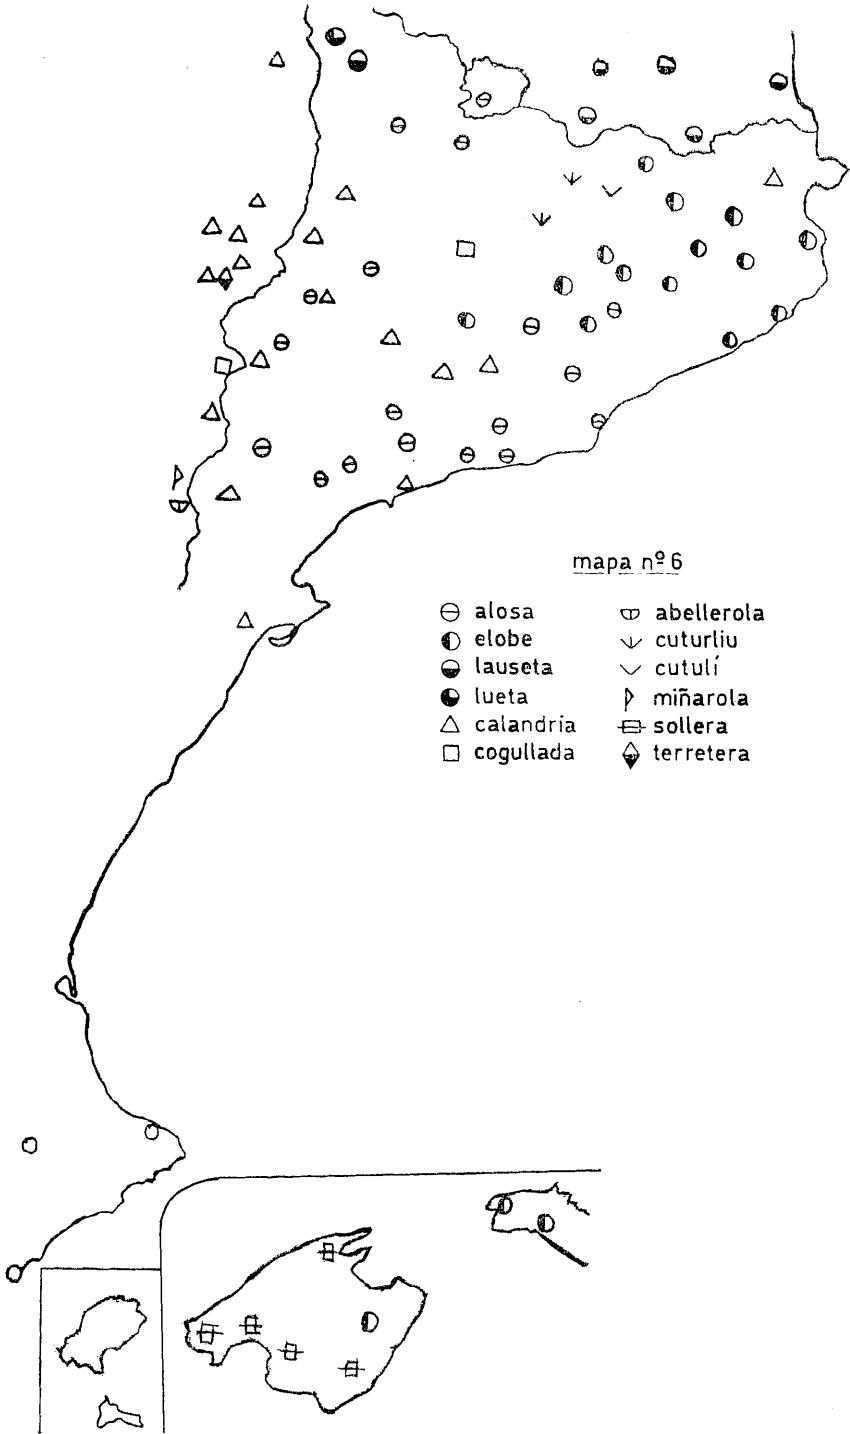 mapa nº 6
alosa
elobe
lauseta
lueta
calandria
cogullada
abellerola
cuturliu
cutulí
miñarola
sollera
terretera